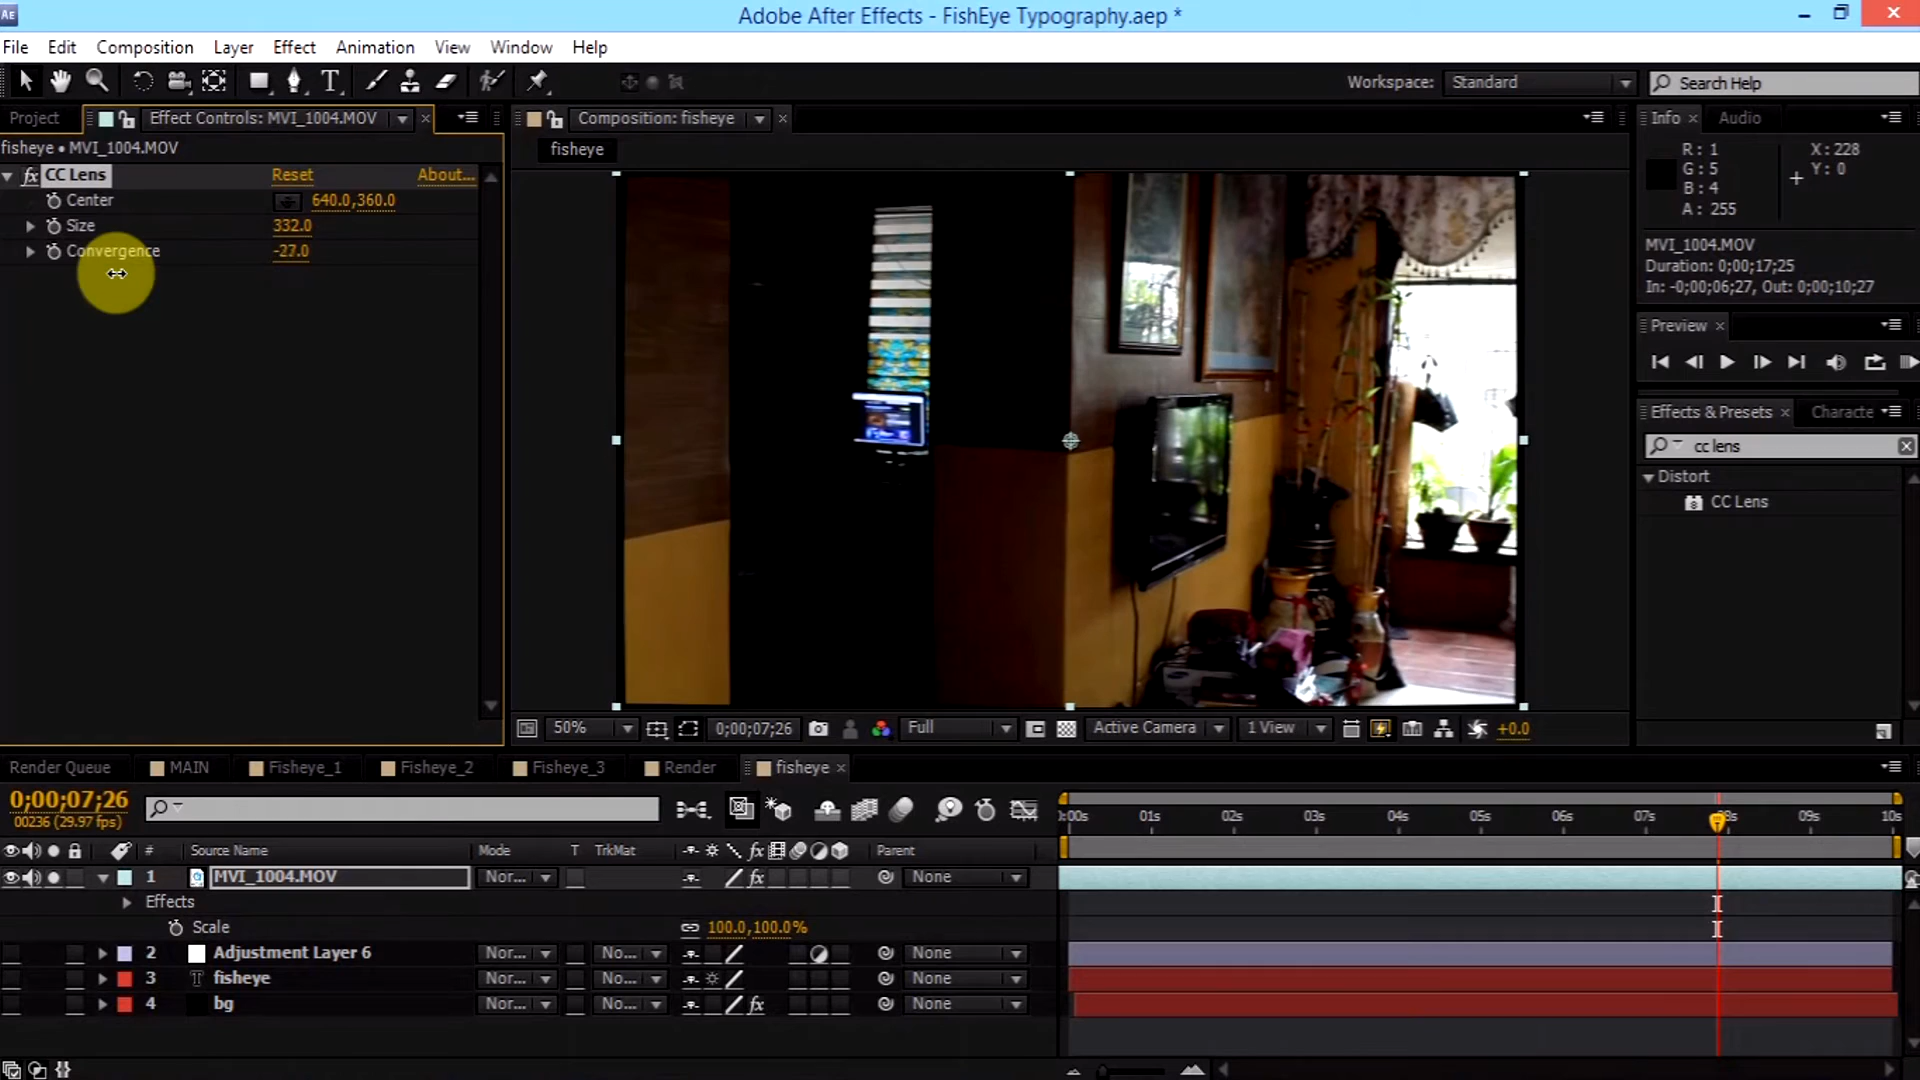 Ae
Adobe After Effects - FishEye Typography.aep *
File Edit Composition Layer Effect Animation View Window Help
Workspace: Standard
Search Help
Project
Effect Controls: MVI_1004.MOV
fisheye • MVI_1004.MOV
fx CC Lens Reset About...
Center 640.0,360.0
Size 332.0
Convergence -27.0
Composition: fisheye
fisheye
50% 0;00;07;26 Full Active Camera 1 View +0.0
Info Audio
R: 1 X: 228
G: 5 Y: 0
B: 4
A: 255
MVI_1004.MOV
Duration: 0;00;17;25
In: -0;00;06;27, Out: 0;00;10;27
Preview
Effects & Presets Characte
cc lens
Distort
CC Lens
Render Queue MAIN Fisheye_1 Fisheye_2 Fisheye_3 Render fisheye
0;00;07;26
00236 (29.97 fps)
:00s 01s 02s 03s 04s 05s 06s 07s 8s 09s 10s
# Source Name Mode T TrkMat fx Parent
1 MVI_1004.MOV Nor... fx None
Effects
Scale 100.0,100.0%
2 Adjustment Layer 6 Nor... No... None
3 T fisheye Nor... No... None
4 bg Nor... No... fx None